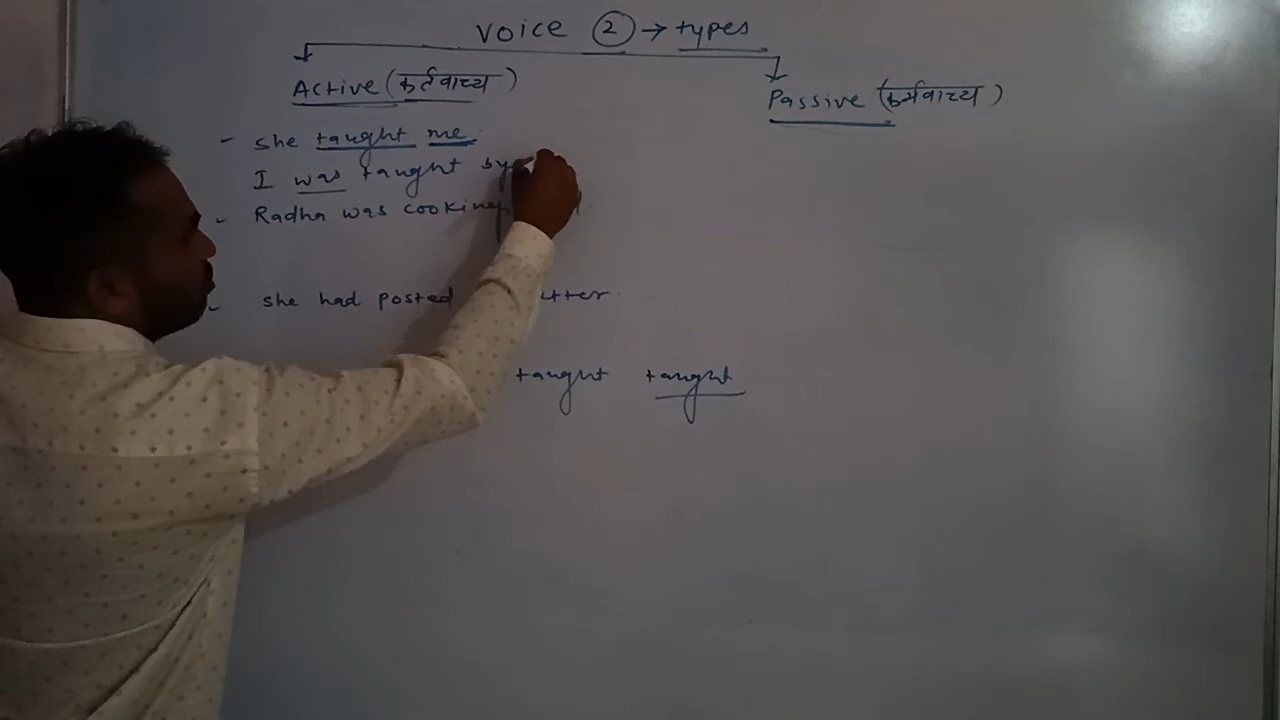 Voice 2 → types
Active (कर्तवाच्य)
Passive (कर्मवाच्य)
- She taught me.
I was taught by
- Radha was cooking
- She had posted
taught taught